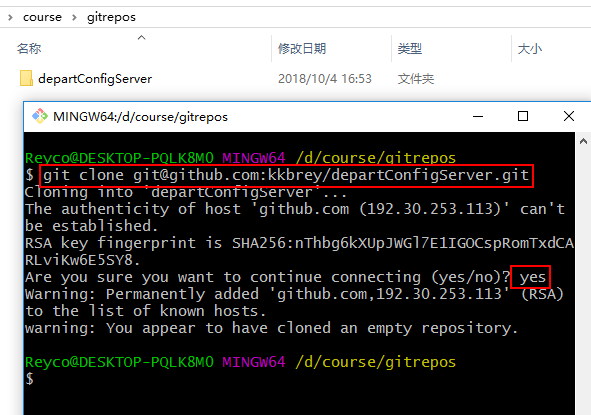 course > gitrepos
名称 修改日期 类型 大小
departConfigServer 2018/10/4 16:53 文件夹
MINGW64:/d/course/gitrepos
Reyco@DESKTOP-PQLK8MO MINGW64 /d/course/gitrepos
$ git clone git@github.com:kkbrey/departConfigServer.git
Cloning into 'departConfigServer'...
The authenticity of host 'github.com (192.30.253.113)' can't
be established.
RSA key fingerprint is SHA256:nThbg6kXUpJWGl7E1IGOCspRomTxdCA
RLviKw6E5SY8.
Are you sure you want to continue connecting (yes/no)? yes
Warning: Permanently added 'github.com,192.30.253.113' (RSA)
to the list of known hosts.
warning: You appear to have cloned an empty repository.
Reyco@DESKTOP-PQLK8MO MINGW64 /d/course/gitrepos
$